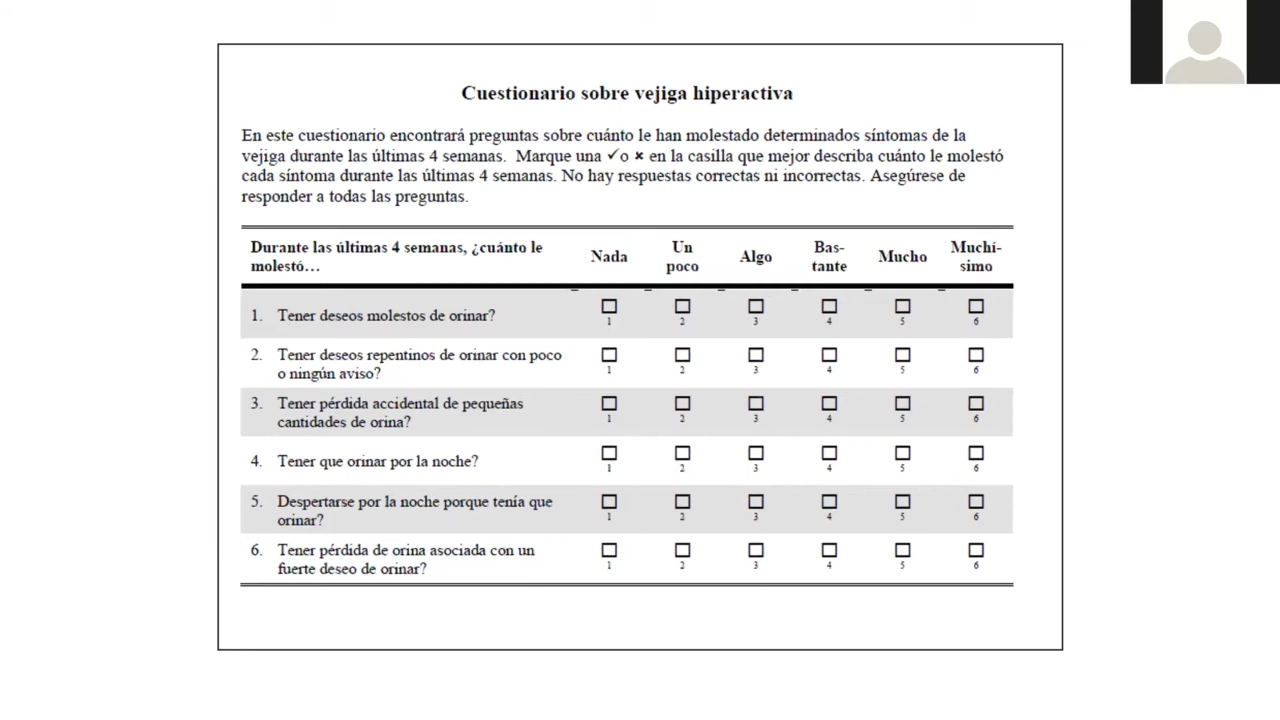 Cuestionario sobre vejiga hiperactiva
En este cuestionario encontrará preguntas sobre cuánto le han molestado determinados síntomas de la
vejiga durante las últimas 4 semanas. Marque una ✓o ✗ en la casilla que mejor describa cuánto le molestó
cada síntoma durante las últimas 4 semanas. No hay respuestas correctas ni incorrectas. Asegúrese de
responder a todas las preguntas.
Durante las últimas 4 semanas, ¿cuánto le
molestó…
Nada
Un
poco
Algo
Bas-
tante
Mucho
Muchí-
simo
1. Tener deseos molestos de orinar?
1 2 3 4 5 6
2. Tener deseos repentinos de orinar con poco
o ningún aviso?
1 2 3 4 5 6
3. Tener pérdida accidental de pequeñas
cantidades de orina?
1 2 3 4 5 6
4. Tener que orinar por la noche?
1 2 3 4 5 6
5. Despertarse por la noche porque tenía que
orinar?
1 2 3 4 5 6
6. Tener pérdida de orina asociada con un
fuerte deseo de orinar?
1 2 3 4 5 6